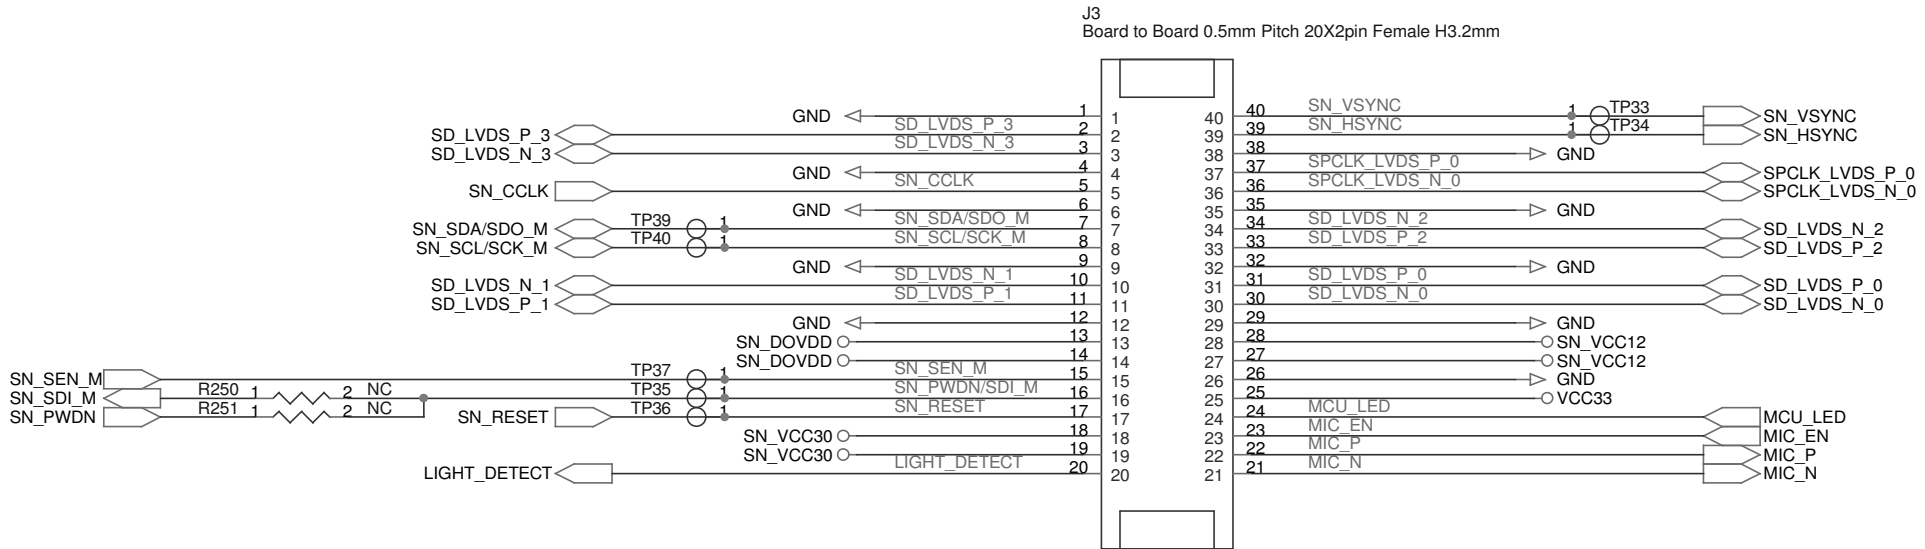 J3
Board to Board 0.5mm Pitch 20X2pin Female H3.2mm
GND 1 1 40 40 SN_VSYNC 1 TP33 SN_VSYNC
SD_LVDS_P_3 SD_LVDS_P_3 2 2 39 39 SN_HSYNC 1 TP34 SN_HSYNC
SD_LVDS_N_3 SD_LVDS_N_3 3 3 38 38 GND
GND 4 4 37 37 SPCLK_LVDS_P_0 SPCLK_LVDS_P_0
SN_CCLK SN_CCLK 5 5 36 36 SPCLK_LVDS_N_0 SPCLK_LVDS_N_0
GND 6 6 35 35 GND
SN_SDA/SDO_M TP39 1 SN_SDA/SDO_M 7 7 34 34 SD_LVDS_N_2 SD_LVDS_N_2
SN_SCL/SCK_M TP40 1 SN_SCL/SCK_M 8 8 33 33 SD_LVDS_P_2 SD_LVDS_P_2
GND 9 9 32 32 GND
SD_LVDS_N_1 SD_LVDS_N_1 10 10 31 31 SD_LVDS_P_0 SD_LVDS_P_0
SD_LVDS_P_1 SD_LVDS_P_1 11 11 30 30 SD_LVDS_N_0 SD_LVDS_N_0
GND 12 12 29 29 GND
SN_DOVDD 13 13 28 28 SN_VCC12
SN_DOVDD 14 14 27 27 SN_VCC12
SN_SEN_M TP37 1 SN_SEN_M 15 15 26 26 GND
SN_SDI_M R250 1 2 NC TP35 1 SN_PWDN/SDI_M 16 16 25 25 VCC33
SN_PWDN R251 1 2 NC SN_RESET TP36 1 SN_RESET 17 17 24 24 MCU_LED MCU_LED
SN_VCC30 18 18 23 23 MIC_EN MIC_EN
SN_VCC30 19 19 22 22 MIC_P MIC_P
LIGHT_DETECT LIGHT_DETECT 20 20 21 21 MIC_N MIC_N